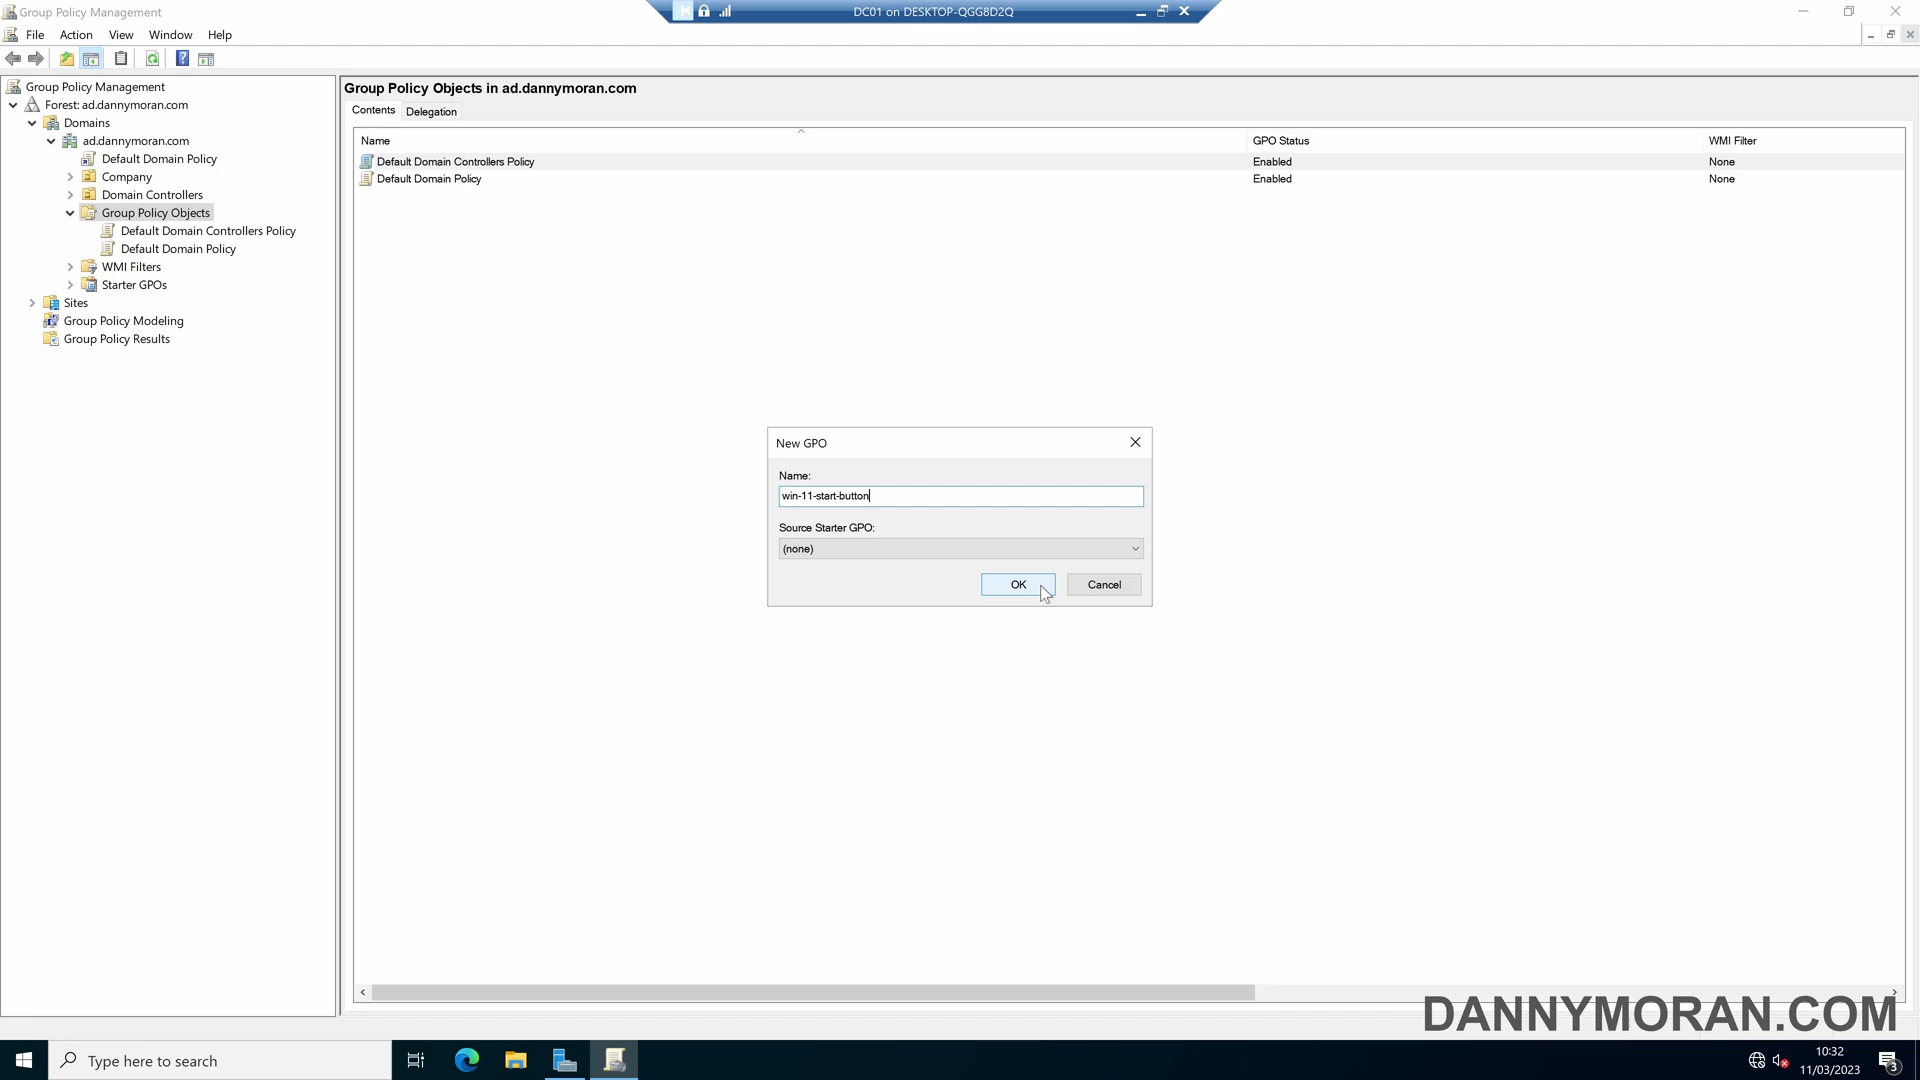 Group Policy Management
DC01 on DESKTOP-QGG8D2Q
File Action View Window Help
Group Policy Management
Forest: ad.dannymoran.com
Domains
ad.dannymoran.com
Default Domain Policy
Company
Domain Controllers
Group Policy Objects
Default Domain Controllers Policy
Default Domain Policy
WMI Filters
Starter GPOs
Sites
Group Policy Modeling
Group Policy Results
Group Policy Objects in ad.dannymoran.com
Contents Delegation
Name GPO Status WMI Filter
Default Domain Controllers Policy Enabled None
Default Domain Policy Enabled None
New GPO
Name:
win-11-start-button
Source Starter GPO:
(none)
OK Cancel
DANNYMORAN.COM
Type here to search
10:32
11/03/2023
3